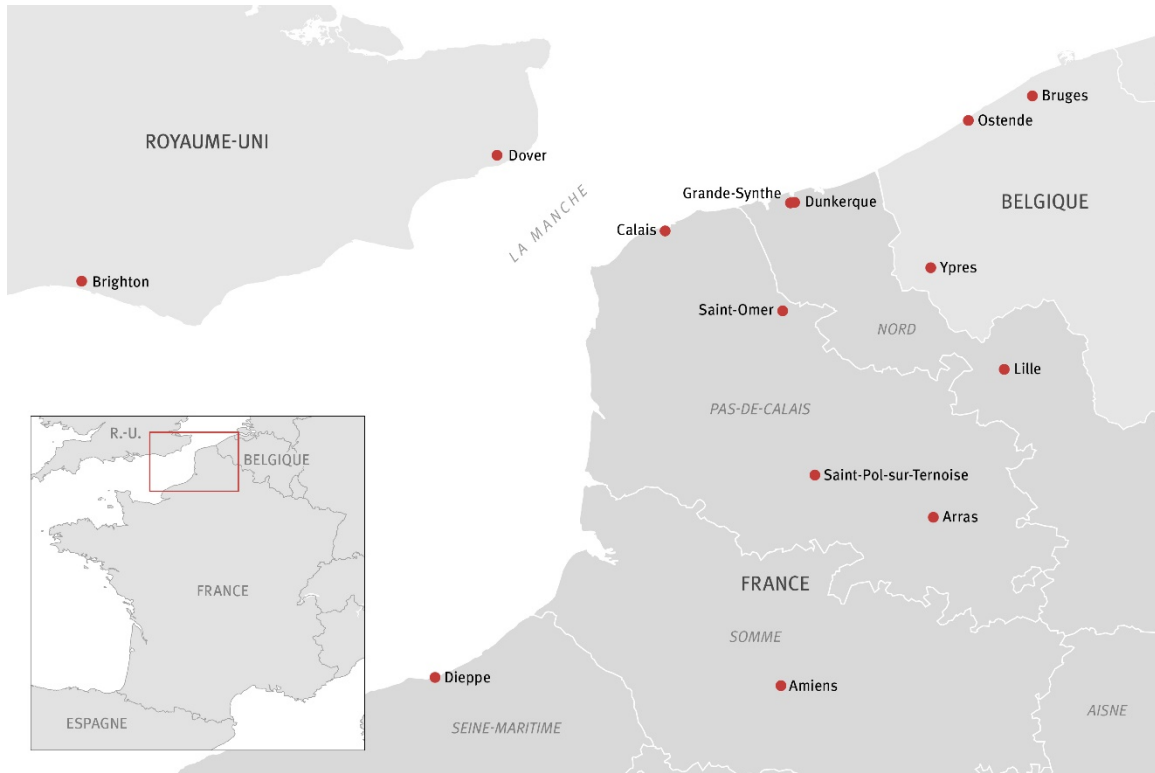 Bruges
Ostende
ROYAUME-UNI
Dover
Grande-Synthe
Dunkerque
BELGIQUE
LA MANCHE
Calais
Ypres
Brighton
Saint-Omer
NORD
Lille
PAS-DE-CALAIS
R.-U.
BELGIQUE
Saint-Pol-sur-Ternoise
Arras
FRANCE
FRANCE
SOMME
Dieppe
Amiens
AISNE
SEINE-MARITIME
ESPAGNE